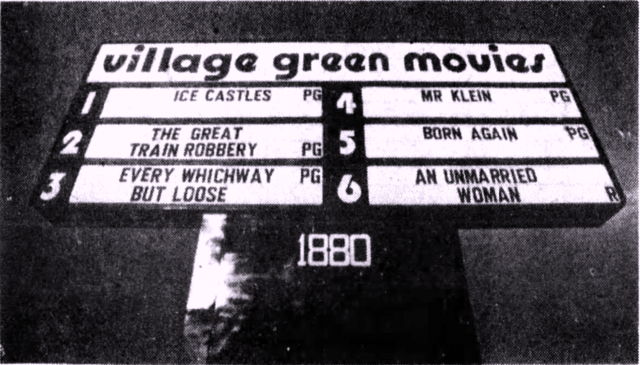 village green movies
1 ICE CASTLES PG
2 THE GREAT
TRAIN ROBBERY PG
3 EVERY WHICHWAY PG
BUT LOOSE
4 MR KLEIN PG
5 BORN AGAIN PG
6 AN UNMARRIED
WOMAN R
1880